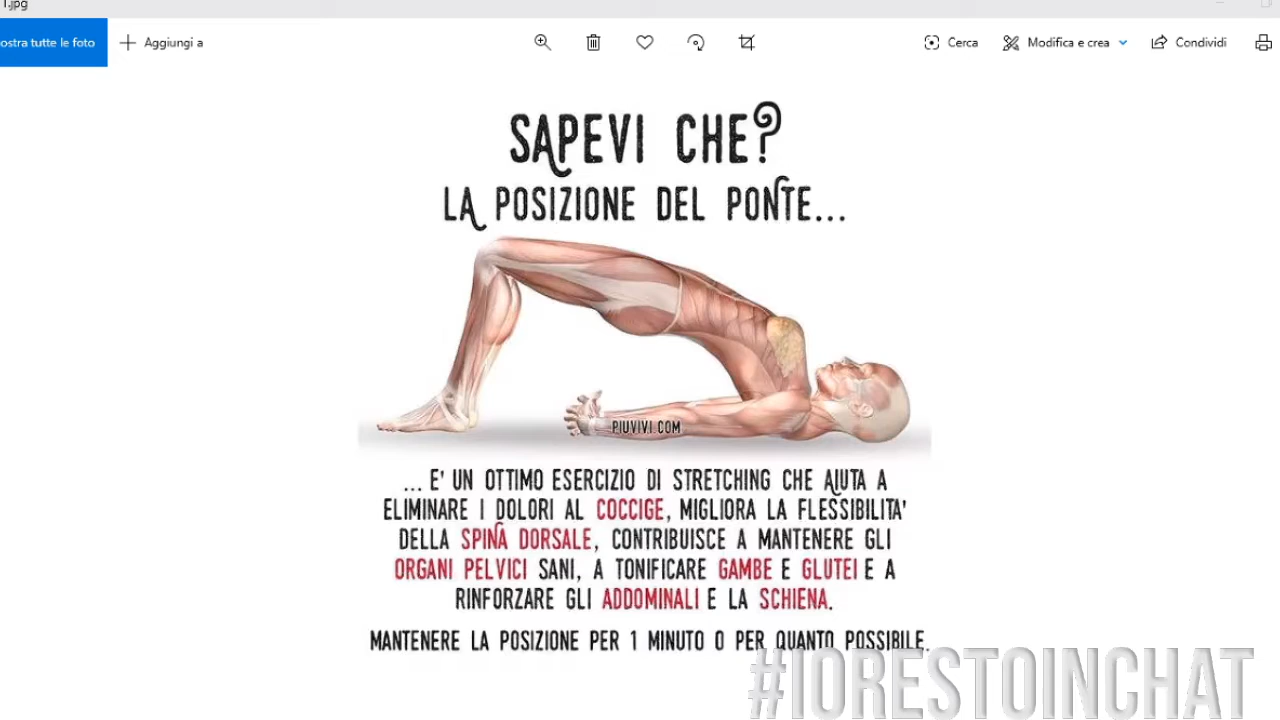 1.jpg
ostra tutte le foto
Aggiungi a
Cerca
Modifica e crea
Condividi
SAPEVI CHE?
LA POSIZIONE DEL PONTE...
PIUVIVI.COM
... E' UN OTTIMO ESERCIZIO DI STRETCHING CHE AIUTA A
ELIMINARE I DOLORI AL COCCIGE, MIGLIORA LA FLESSIBILITA'
DELLA SPINA DORSALE, CONTRIBUISCE A MANTENERE GLI
ORGANI PELVICI SANI, A TONIFICARE GAMBE E GLUTEI E A
RINFORZARE GLI ADDOMINALI E LA SCHIENA.
MANTENERE LA POSIZIONE PER 1 MINUTO O PER QUANTO POSSIBILE.
#IORESTOINCHAT